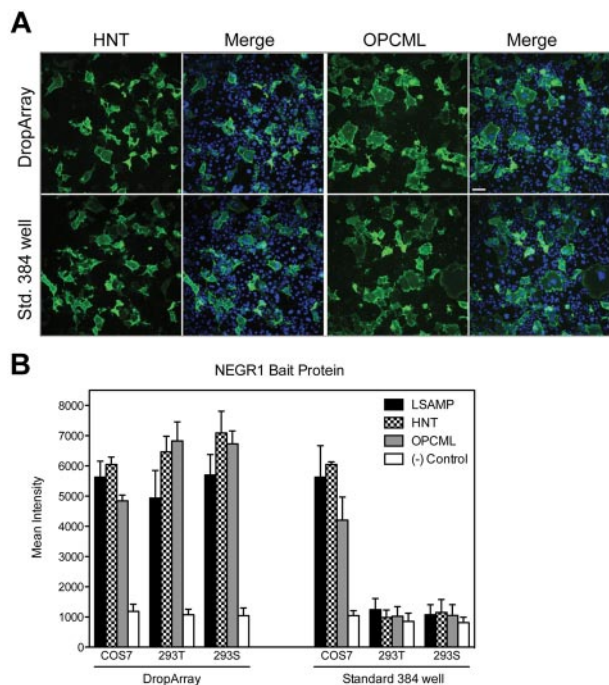 A
HNT
Merge
OPCML
Merge
DropArray
Std. 384 well
B
NEGR1 Bait Protein
LSAMP
HNT
OPCML
(-) Control
Mean Intensity
8000
7000
6000
5000
4000
3000
2000
1000
0
COS7
293T
293S
COS7
293T
293S
DropArray
Standard 384 well